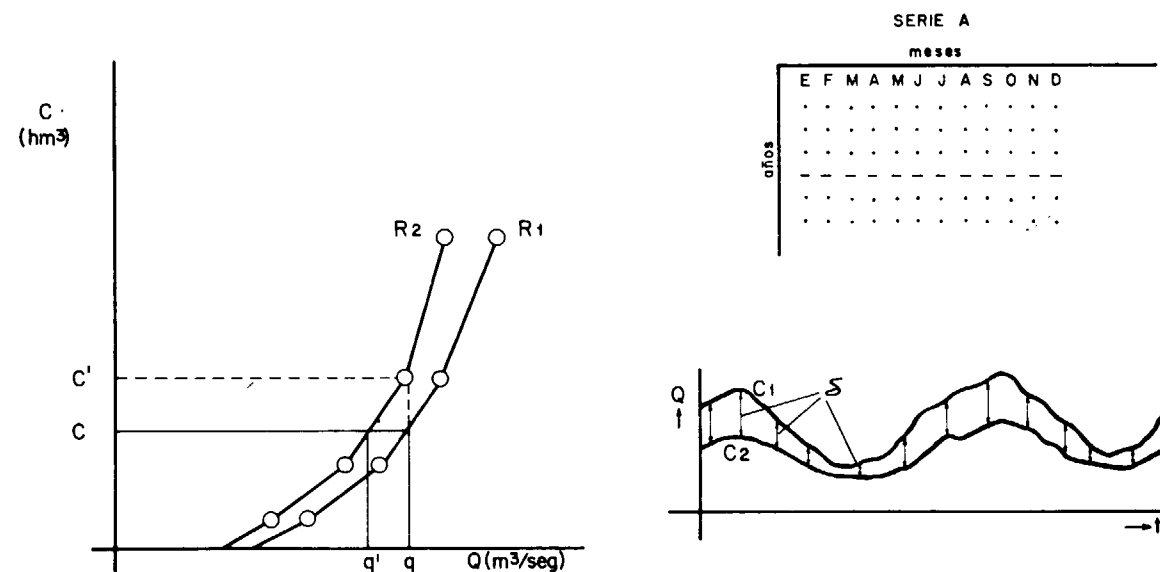 C
(hm³)
R2
R1
C'
C
q'
q
Q (m³/seg)
SERIE A
meses
E F M A M J J A S O N D
años
Q
C1
δ
C2
t